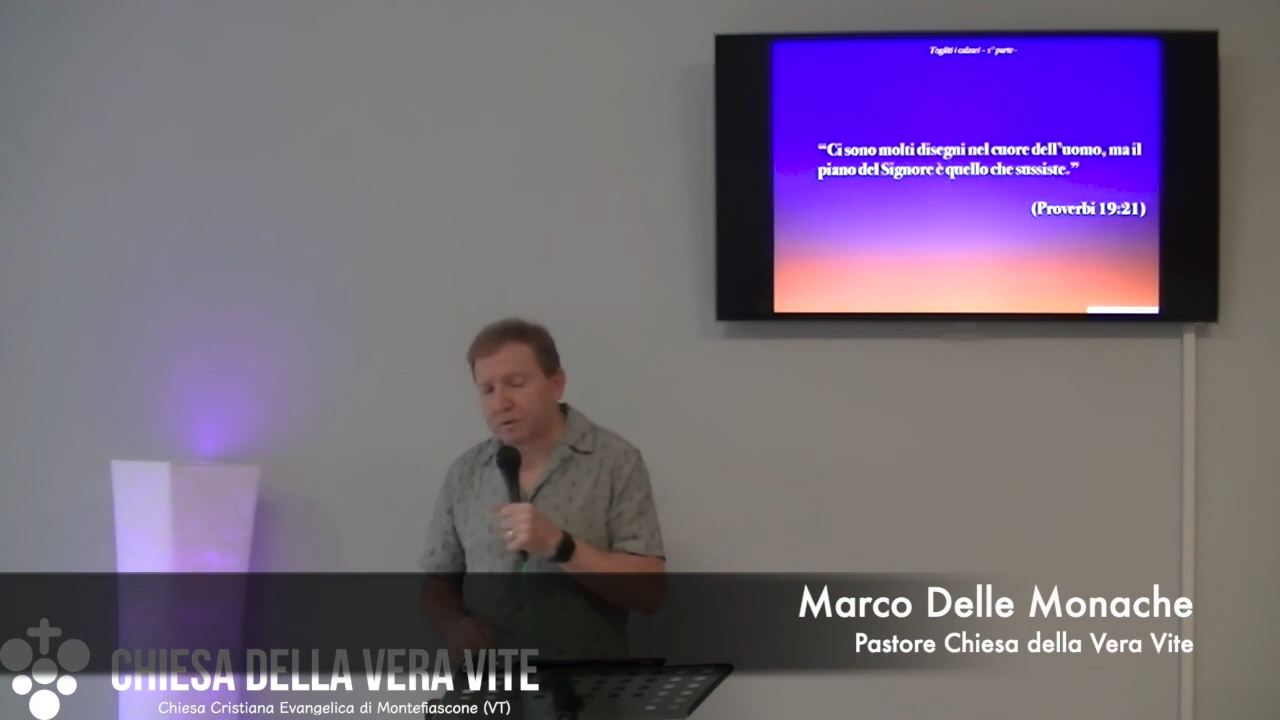 Togliti i calzari - 1° parte-
“Ci sono molti disegni nel cuore dell'uomo, ma il
piano del Signore è quello che sussiste.”
(Proverbi 19:21)
Marco Delle Monache
Pastore Chiesa della Vera Vite
CHIESA DELLA VERA VITE
Chiesa Cristiana Evangelica di Montefiascone (VT)